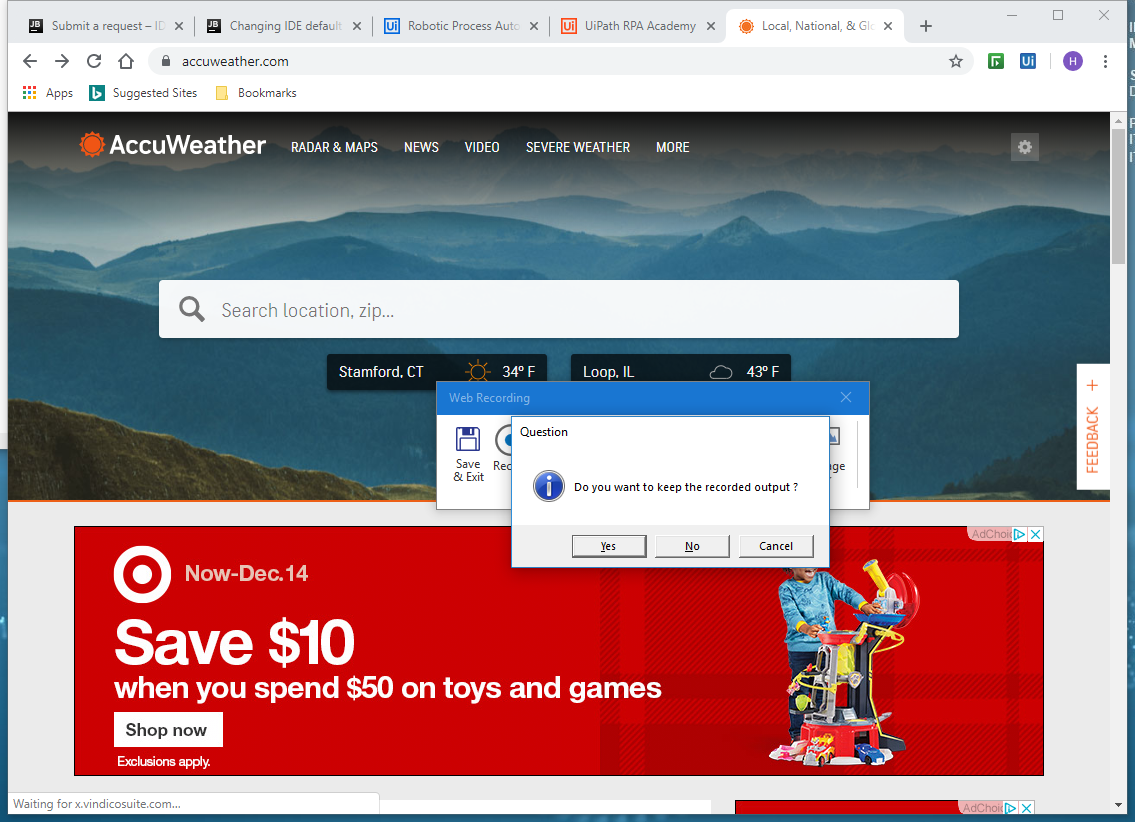 Submit a request – ID
Changing IDE default
Robotic Process Auto
UiPath RPA Academy
Local, National, & Glo
accuweather.com
H
Apps
Suggested Sites
Bookmarks
AccuWeather
RADAR & MAPS
NEWS
VIDEO
SEVERE WEATHER
MORE
Search location, zip...
Stamford, CT
34° F
Loop, IL
43° F
FEEDBACK
Web Recording
Save
& Exit
Rec
ge
Question
Do you want to keep the recorded output ?
Yes
No
Cancel
AdChoic
Now-Dec.14
Save $10
when you spend $50 on toys and games
Shop now
Exclusions apply.
Waiting for x.vindicosuite.com...
AdChoic